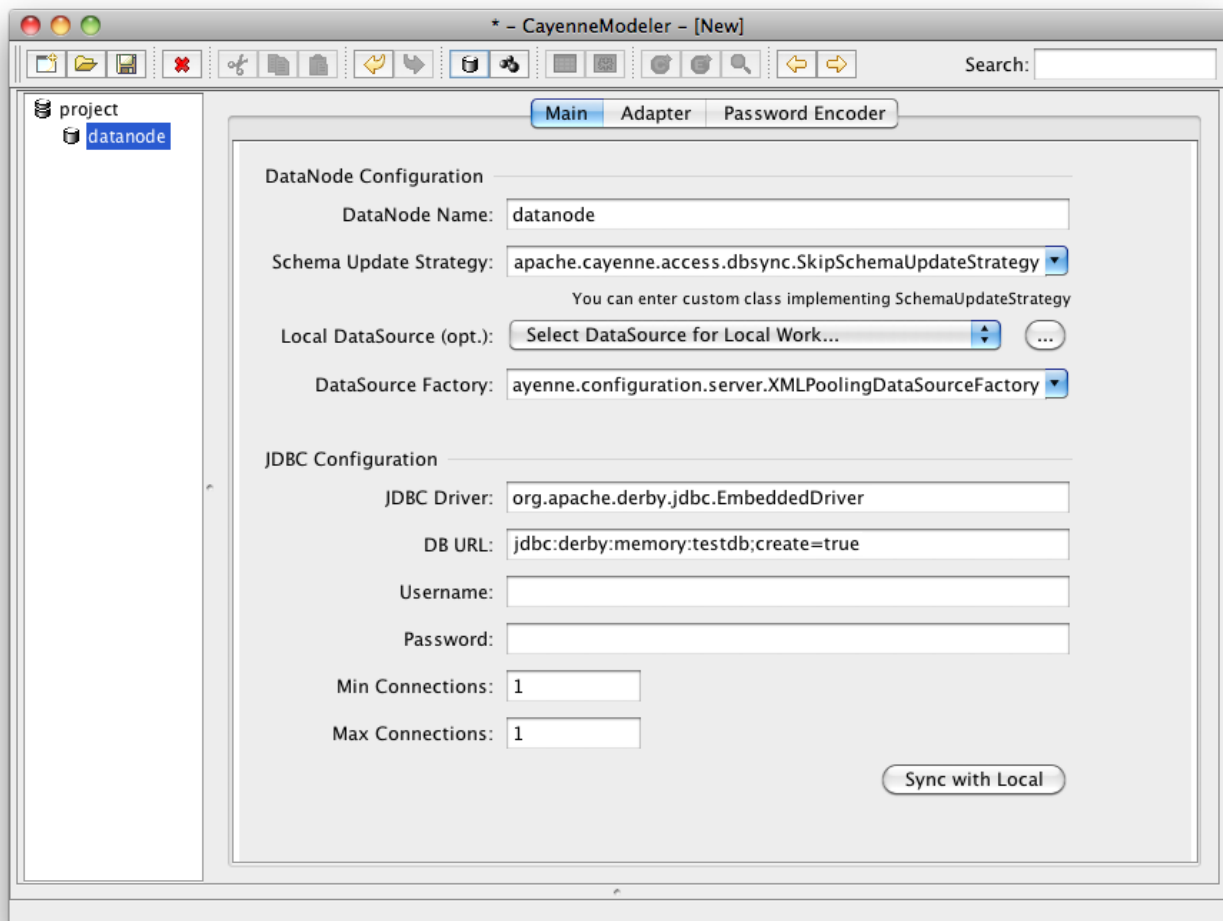 * – CayenneModeler – [New]
Search:
project
datanode
Main Adapter Password Encoder
DataNode Configuration
DataNode Name: datanode
Schema Update Strategy: apache.cayenne.access.dbsync.SkipSchemaUpdateStrategy
You can enter custom class implementing SchemaUpdateStrategy
Local DataSource (opt.): Select DataSource for Local Work... ...
DataSource Factory: ayenne.configuration.server.XMLPoolingDataSourceFactory
JDBC Configuration
JDBC Driver: org.apache.derby.jdbc.EmbeddedDriver
DB URL: jdbc:derby:memory:testdb;create=true
Username:
Password:
Min Connections: 1
Max Connections: 1
Sync with Local